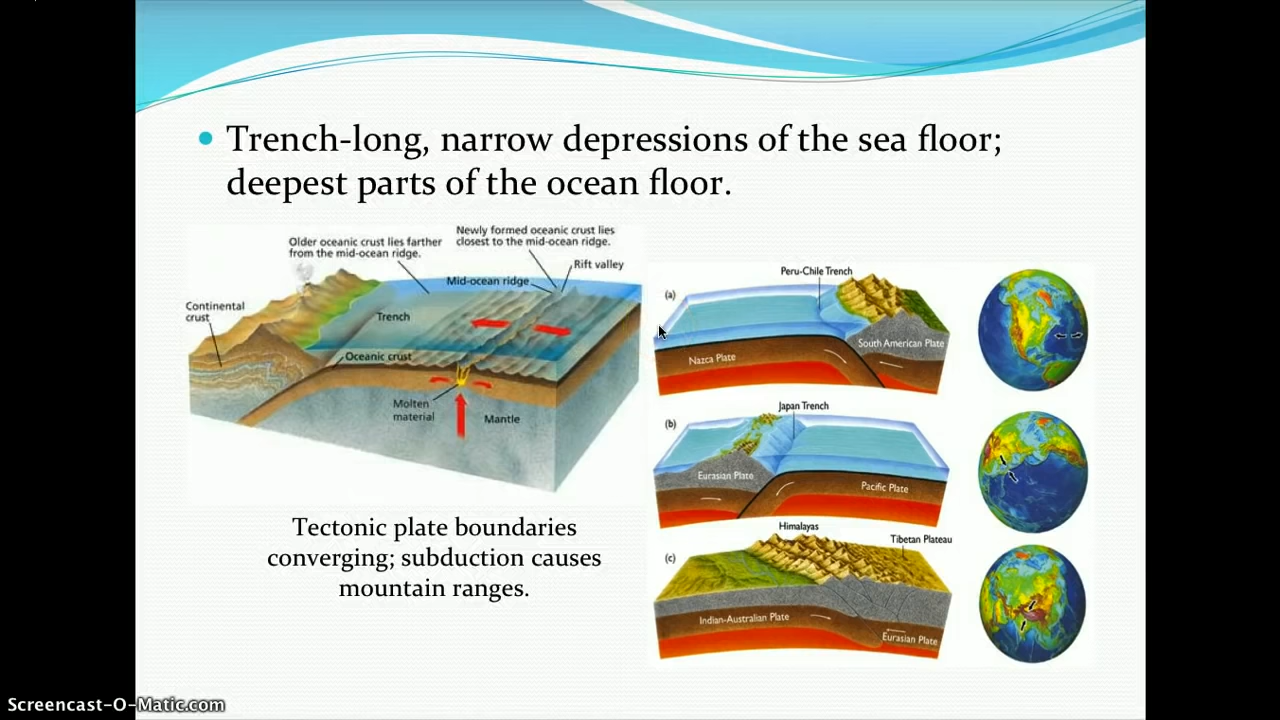 Trench-long, narrow depressions of the sea floor;
deepest parts of the ocean floor.
Older oceanic crust lies farther
from the mid-ocean ridge.
Newly formed oceanic crust lies
closest to the mid-ocean ridge.
Rift valley
Mid-ocean ridge
Continental
crust
Trench
Oceanic crust
Molten
material
Mantle
Tectonic plate boundaries
converging; subduction causes
mountain ranges.
Peru-Chile Trench
(a)
South American Plate
Nazca Plate
Japan Trench
(b)
Eurasian Plate
Pacific Plate
Himalayas
Tibetan Plateau
(c)
Indian-Australian Plate
Eurasian Plate
Screencast-O-Matic.com